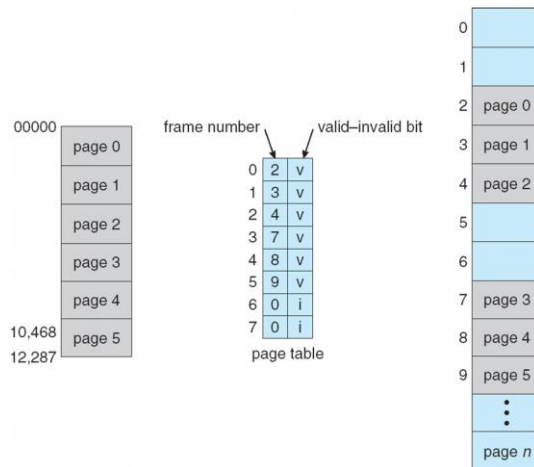 00000
page 0
page 1
page 2
page 3
page 4
page 5
10,468
12,287
frame number
valid–invalid bit
0 2 v
1 3 v
2 4 v
3 7 v
4 8 v
5 9 v
6 0 i
7 0 i
page table
0
1
2 page 0
3 page 1
4 page 2
5
6
7 page 3
8 page 4
9 page 5
page n